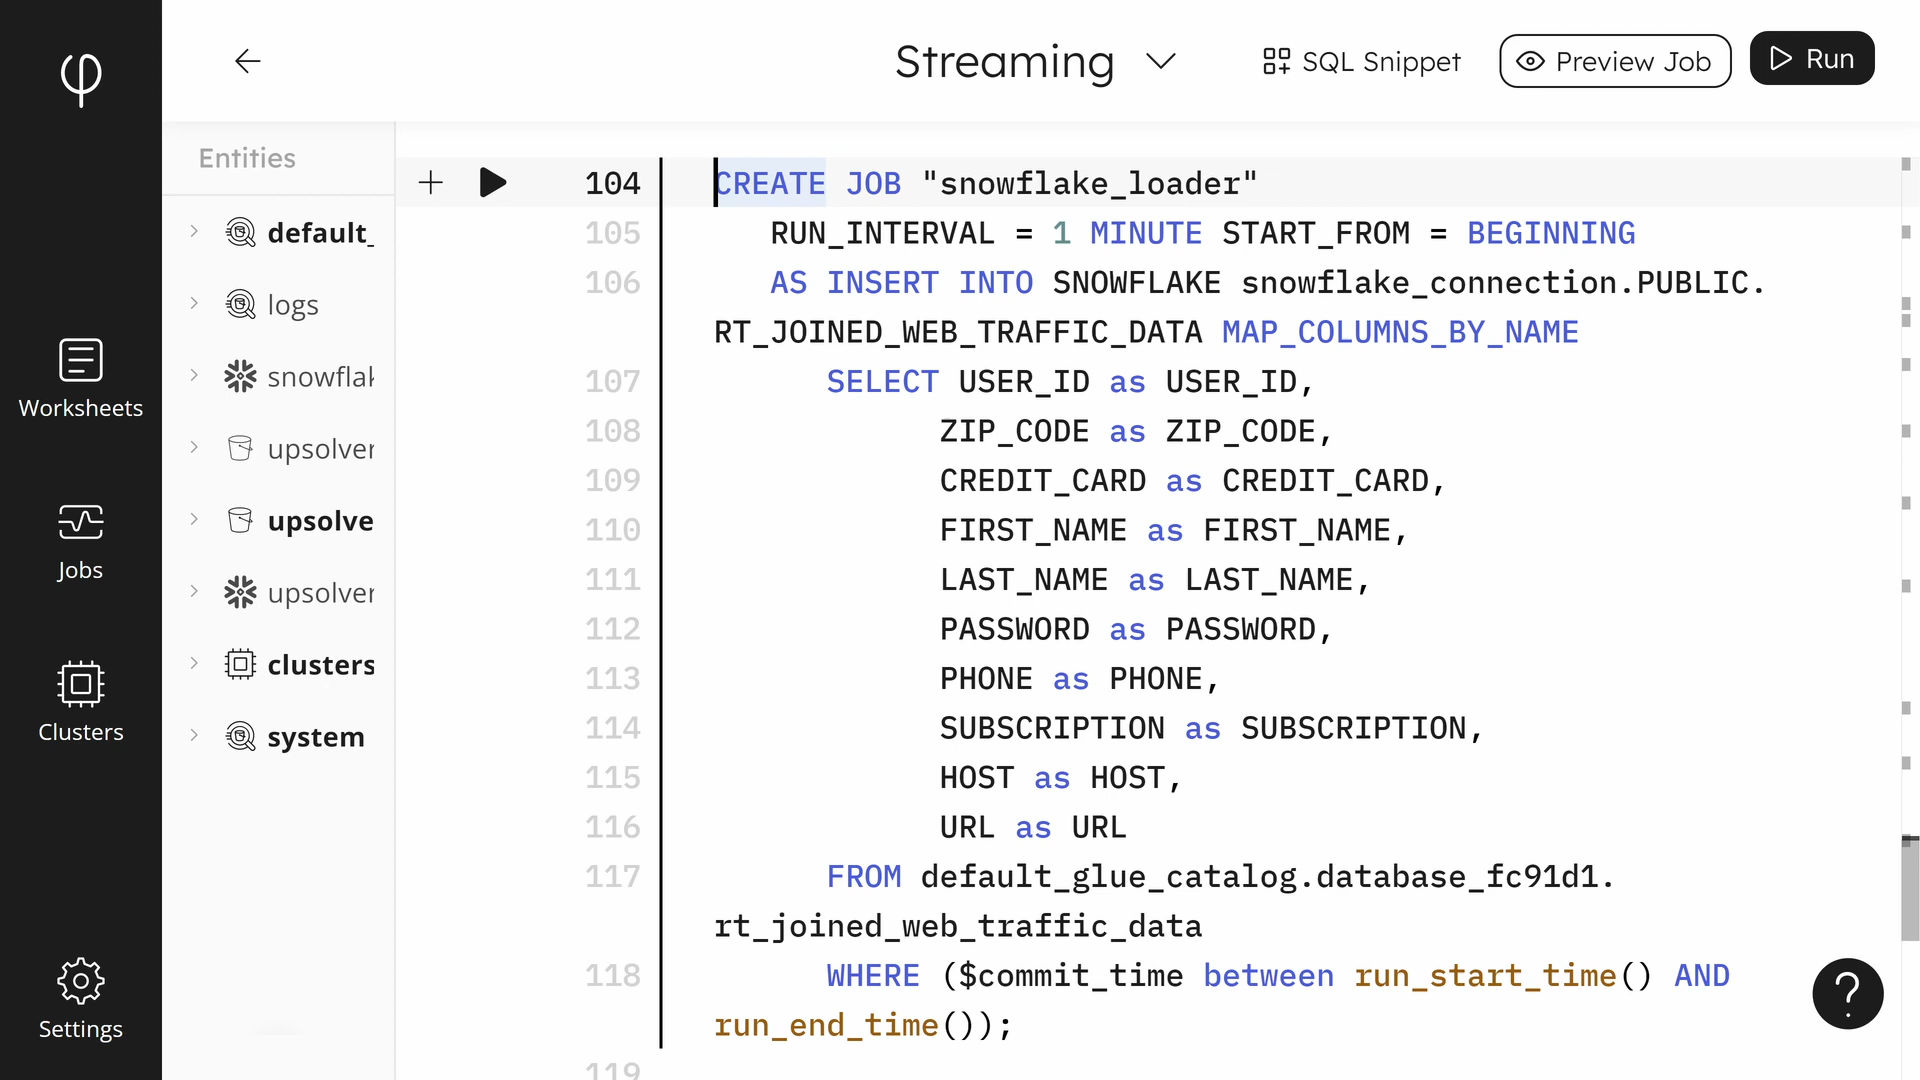 Streaming
SQL Snippet
Preview Job
Run
Worksheets
Jobs
Clusters
Settings
Entities
default_
logs
snowflak
upsolver
upsolve
upsolver
clusters
system
104 CREATE JOB "snowflake_loader"
105 RUN_INTERVAL = 1 MINUTE START_FROM = BEGINNING
106 AS INSERT INTO SNOWFLAKE snowflake_connection.PUBLIC.
RT_JOINED_WEB_TRAFFIC_DATA MAP_COLUMNS_BY_NAME
107 SELECT USER_ID as USER_ID,
108 ZIP_CODE as ZIP_CODE,
109 CREDIT_CARD as CREDIT_CARD,
110 FIRST_NAME as FIRST_NAME,
111 LAST_NAME as LAST_NAME,
112 PASSWORD as PASSWORD,
113 PHONE as PHONE,
114 SUBSCRIPTION as SUBSCRIPTION,
115 HOST as HOST,
116 URL as URL
117 FROM default_glue_catalog.database_fc91d1.
rt_joined_web_traffic_data
118 WHERE ($commit_time between run_start_time() AND
run_end_time());
119